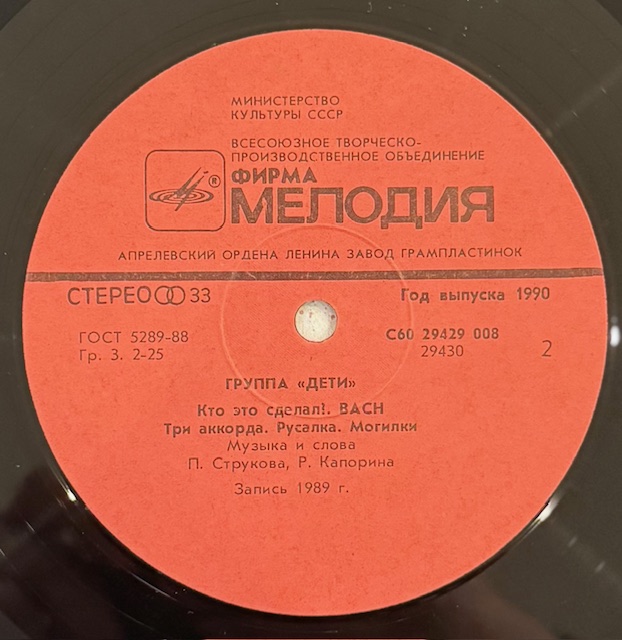 МИНИСТЕРСТВО
КУЛЬТУРЫ СССР
ВСЕСОЮЗНОЕ ТВОРЧЕСКО-
ПРОИЗВОДСТВЕННОЕ ОБЪЕДИНЕНИЕ
®
ФИРМА
МЕЛОДИЯ
АПРЕЛЕВСКИЙ ОРДЕНА ЛЕНИНА ЗАВОД ГРАМПЛАСТИНОК
СТЕРЕО 33
Год выпуска 1990
ГОСТ 5289-88
Гр. 3. 2-25
С60 29429 008
29430
2
ГРУППА «ДЕТИ»
Кто это сделал!. BACH
Три аккорда. Русалка. Могилки
Музыка и слова
П. Струкова, Р. Капорина
Запись 1989 г.